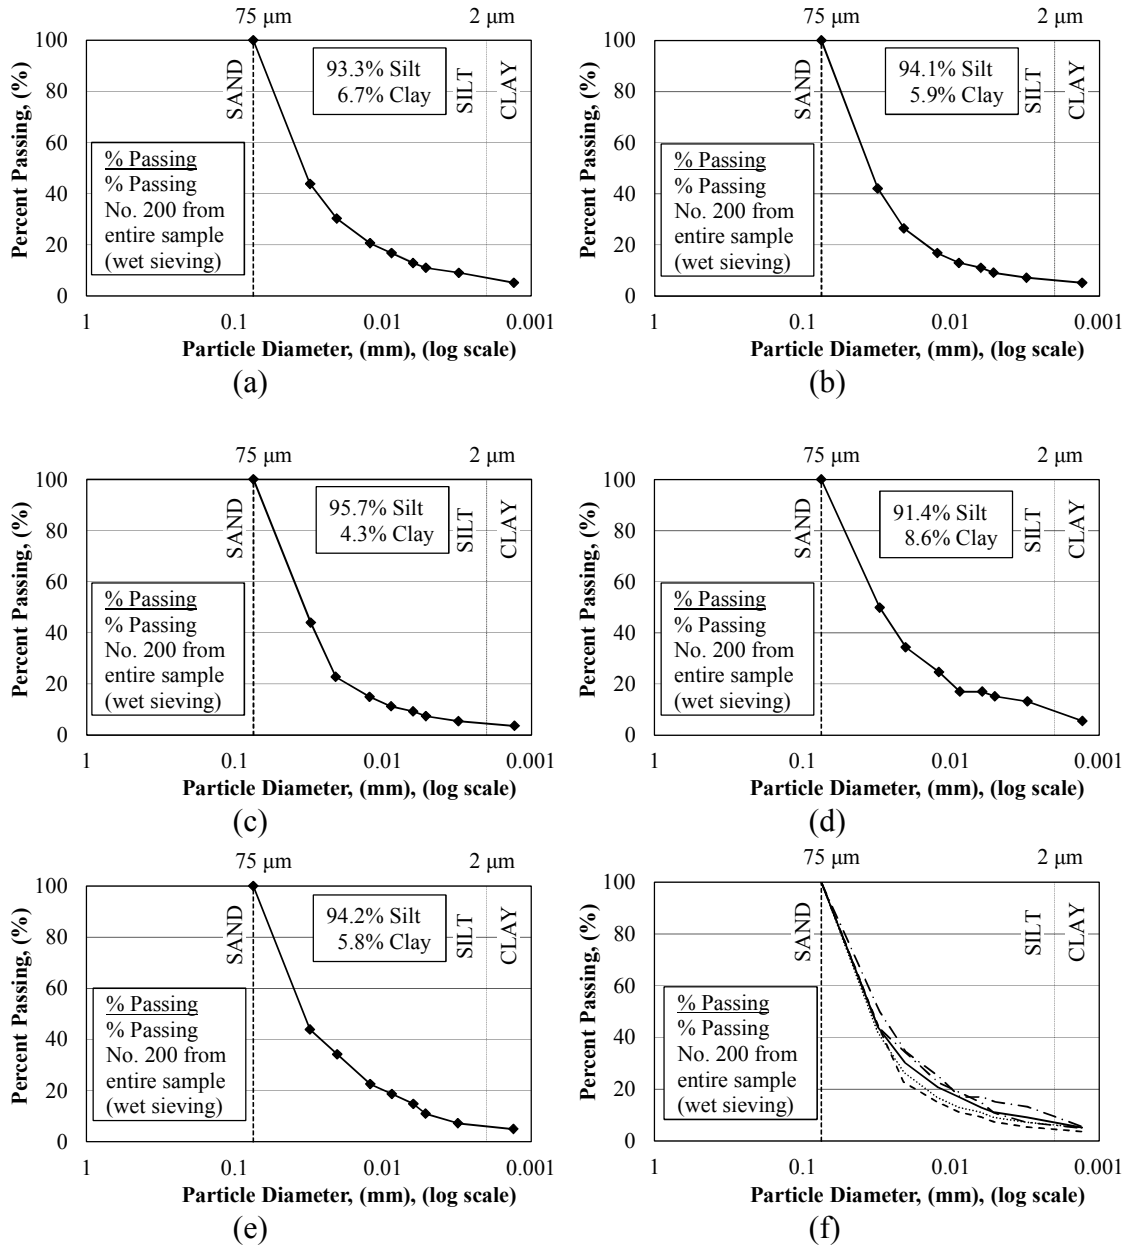 75 μm 2 μm
Percent Passing, (%)
100
80
60
40
20
0
SAND
93.3% Silt
6.7% Clay
SILT
CLAY
% Passing
% Passing
No. 200 from
entire sample
(wet sieving)
1 0.1 0.01 0.001
Particle Diameter, (mm), (log scale)
(a)
75 μm 2 μm
Percent Passing, (%)
100
80
60
40
20
0
SAND
94.1% Silt
5.9% Clay
SILT
CLAY
% Passing
% Passing
No. 200 from
entire sample
(wet sieving)
1 0.1 0.01 0.001
Particle Diameter, (mm), (log scale)
(b)
75 μm 2 μm
Percent Passing, (%)
100
80
60
40
20
0
SAND
95.7% Silt
4.3% Clay
SILT
CLAY
% Passing
% Passing
No. 200 from
entire sample
(wet sieving)
1 0.1 0.01 0.001
Particle Diameter, (mm), (log scale)
(c)
75 μm 2 μm
Percent Passing, (%)
100
80
60
40
20
0
SAND
91.4% Silt
8.6% Clay
SILT
CLAY
% Passing
% Passing
No. 200 from
entire sample
(wet sieving)
1 0.1 0.01 0.001
Particle Diameter, (mm), (log scale)
(d)
75 μm 2 μm
Percent Passing, (%)
100
80
60
40
20
0
SAND
94.2% Silt
5.8% Clay
SILT
CLAY
% Passing
% Passing
No. 200 from
entire sample
(wet sieving)
1 0.1 0.01 0.001
Particle Diameter, (mm), (log scale)
(e)
75 μm 2 μm
Percent Passing, (%)
100
80
60
40
20
0
SAND
SILT
CLAY
% Passing
% Passing
No. 200 from
entire sample
(wet sieving)
1 0.1 0.01 0.001
Particle Diameter, (mm), (log scale)
(f)